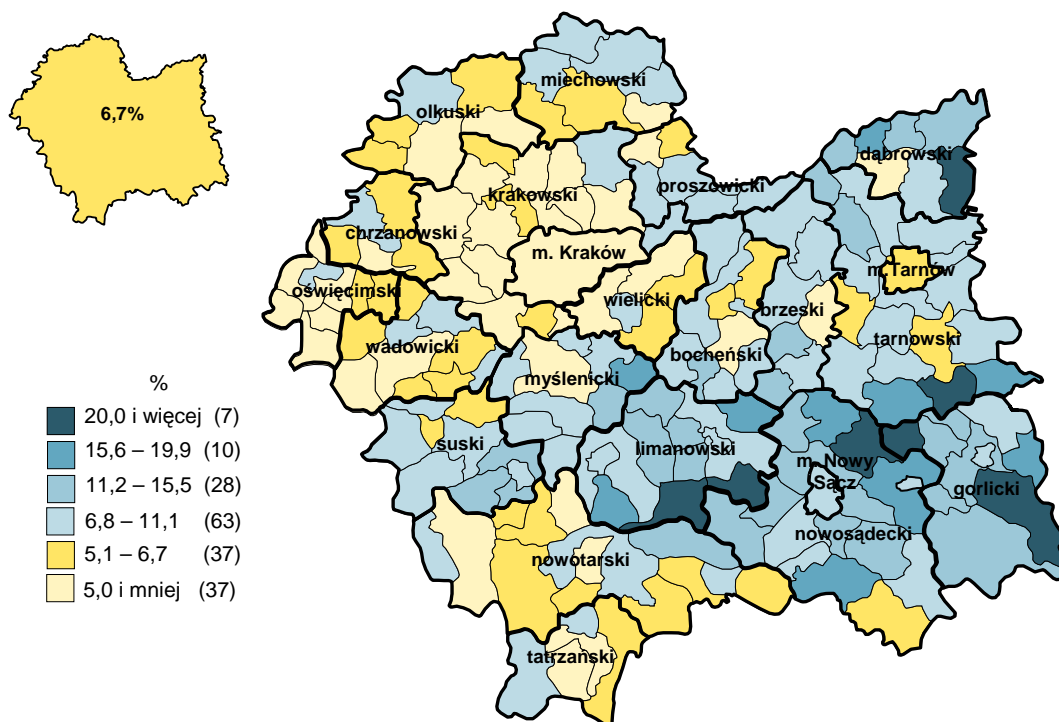 6,7%
miechowski
olkuski
dąbrowski
proszowicki
krakowski
chrzanowski
m. Kraków
m.Tarnów
oświęcimski
wielicki
brzeski
tarnowski
wadowicki
bocheński
myślenicki
%
20,0 i więcej (7)
15,6 – 19,9 (10)
11,2 – 15,5 (28)
6,8 – 11,1 (63)
5,1 – 6,7 (37)
5,0 i mniej (37)
suski
limanowski
m. Nowy
Sącz
gorlicki
nowosądecki
nowotarski
tatrzański